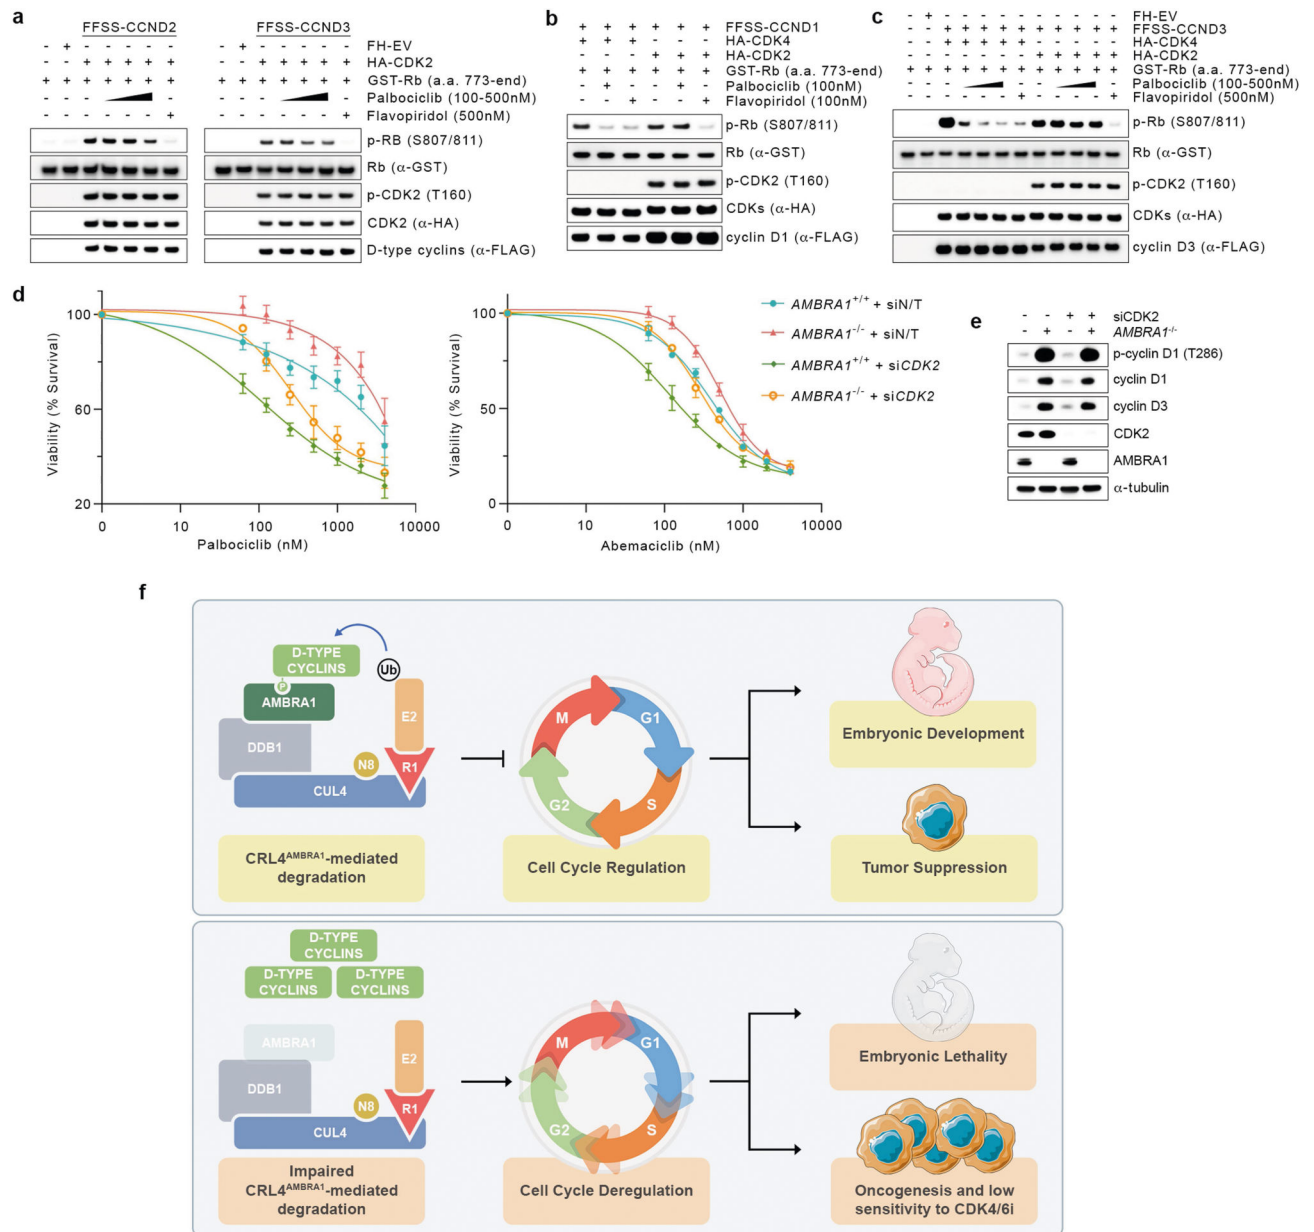 a
FFSS-CCND2
FFSS-CCND3
FH-EV
- + - - - - -
- + - - - - -
HA-CDK2
- - + + + + +
- - + + + + +
GST-Rb (a.a. 773-end)
+ + + + + + +
+ + + + + + +
Palbociclib (100-500nM)
- - - -
- - - -
Flavopiridol (500nM)
- - - - - - +
- - - - - - +
p-RB (S807/811)
Rb (α-GST)
p-CDK2 (T160)
CDK2 (α-HA)
D-type cyclins (α-FLAG)
b
+ + + + + + FFSS-CCND1
+ + + - - - HA-CDK4
- - - + + + HA-CDK2
+ + + + + + GST-Rb (a.a. 773-end)
- + - - + - Palbociclib (100nM)
- - + - - + Flavopiridol (100nM)
p-Rb (S807/811)
Rb (α-GST)
p-CDK2 (T160)
CDKs (α-HA)
cyclin D1 (α-FLAG)
c
FH-EV
FFSS-CCND3
HA-CDK4
HA-CDK2
GST-Rb (a.a. 773-end)
Palbociclib (100-500nM)
Flavopiridol (500nM)
p-Rb (S807/811)
Rb (α-GST)
p-CDK2 (T160)
CDKs (α-HA)
cyclin D3 (α-FLAG)
d
Viability (% Survival)
100
60
20
0 10 100 1000 10000
Palbociclib (nM)
Viability (% Survival)
100
50
0
0 10 100 1000 10000
Abemaciclib (nM)
AMBRA1+/+ + siN/T
AMBRA1-/- + siN/T
AMBRA1+/+ + siCDK2
AMBRA1-/- + siCDK2
e
- - + + siCDK2
- + - + AMBRA1-/-
p-cyclin D1 (T286)
cyclin D1
cyclin D3
CDK2
AMBRA1
α-tubulin
f
D-TYPE
CYCLINS
Ub
P
AMBRA1
E2
DDB1
N8
R1
CUL4
CRL4AMBRA1-mediated
degradation
M
G1
G2
S
Cell Cycle Regulation
Embryonic Development
Tumor Suppression
D-TYPE
CYCLINS
D-TYPE
CYCLINS
D-TYPE
CYCLINS
AMBRA1
E2
DDB1
N8
R1
CUL4
Impaired
CRL4AMBRA1-mediated
degradation
M
G1
G2
S
Cell Cycle Deregulation
Embryonic Lethality
Oncogenesis and low
sensitivity to CDK4/6i